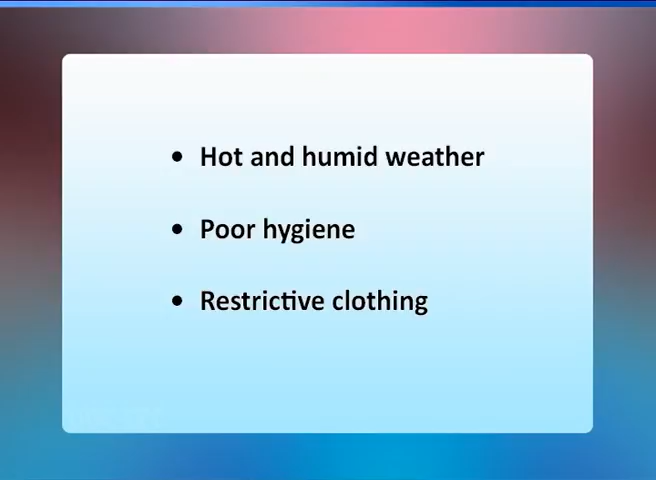 • Hot and humid weather
• Poor hygiene
• Restrictive clothing